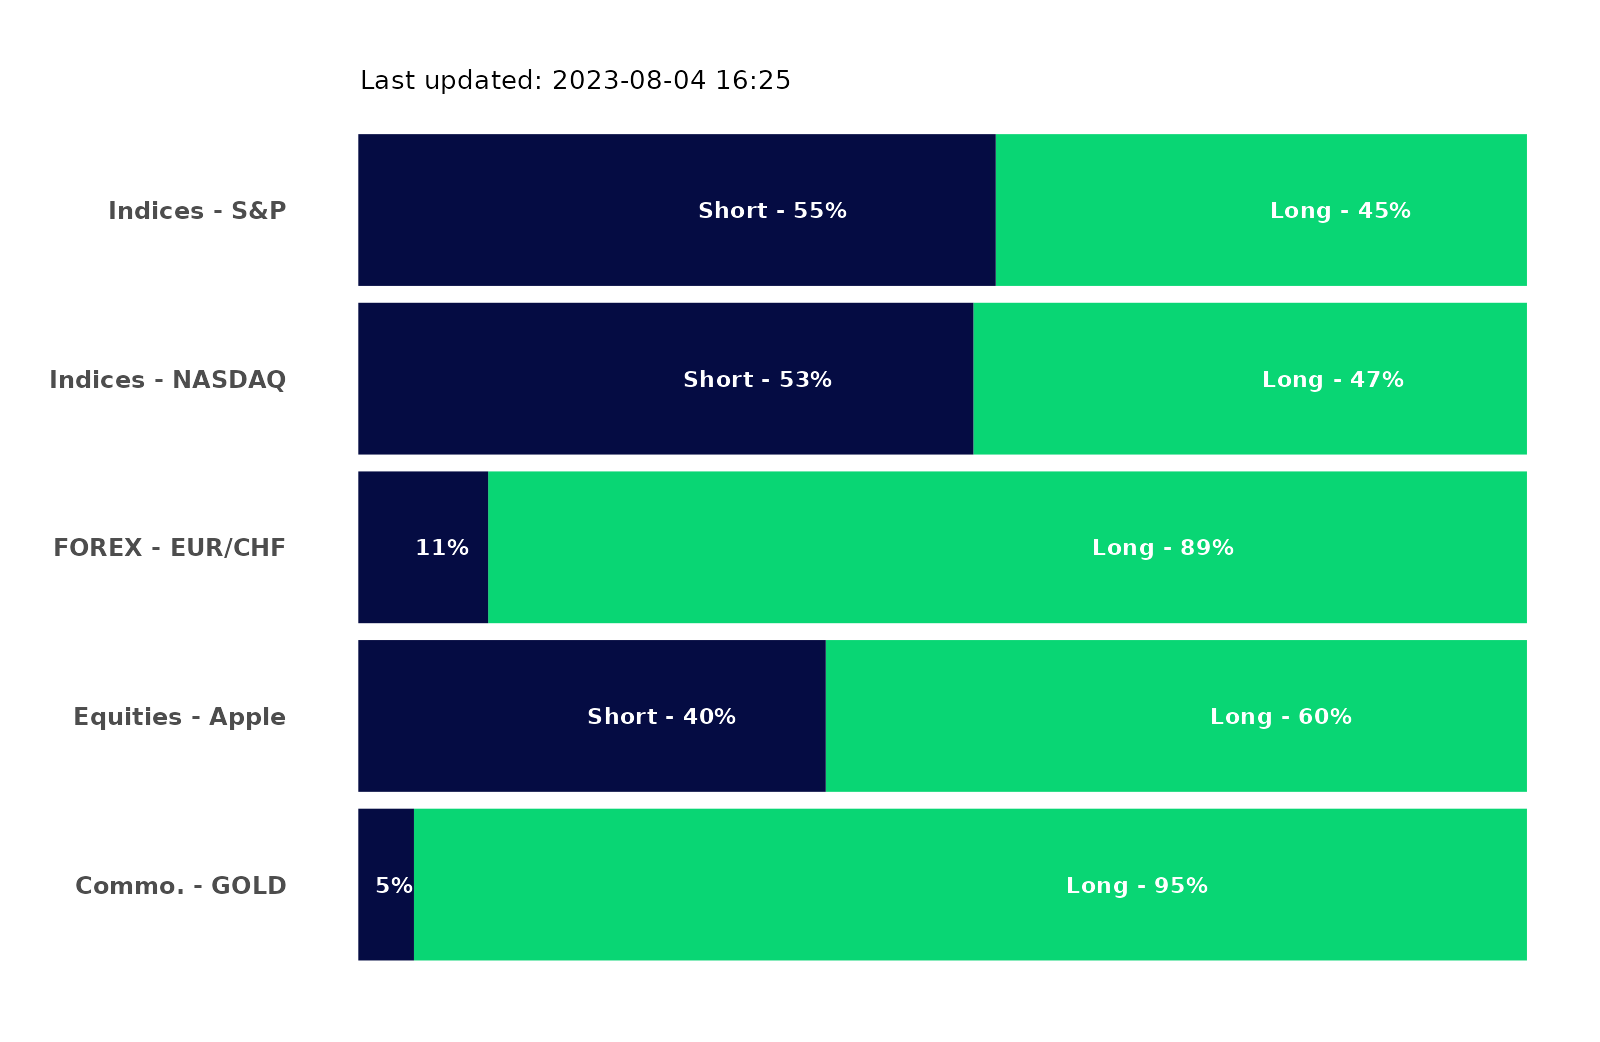 Last updated: 2023-08-04 16:25
Indices - S&P
Short - 55%
Long - 45%
Indices - NASDAQ
Short - 53%
Long - 47%
FOREX - EUR/CHF
11%
Long - 89%
Equities - Apple
Short - 40%
Long - 60%
Commo. - GOLD
5%
Long - 95%